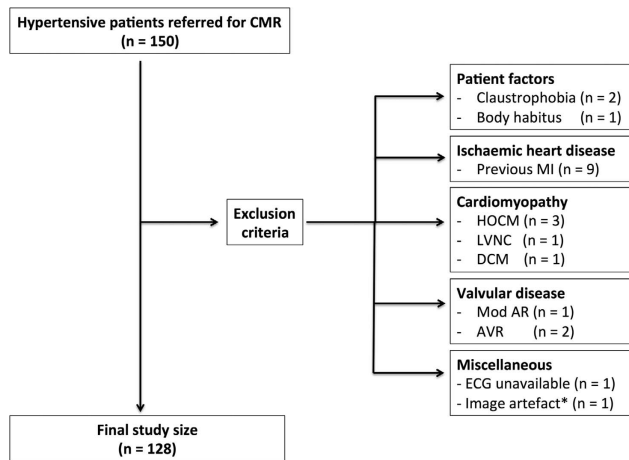 Hypertensive patients referred for CMR
(n = 150)
Patient factors
- Claustrophobia (n = 2)
- Body habitus (n = 1)
Ischaemic heart disease
- Previous MI (n = 9)
Exclusion
criteria
Cardiomyopathy
- HOCM (n = 3)
- LVNC (n = 1)
- DCM (n = 1)
Valvular disease
- Mod AR (n = 1)
- AVR (n = 2)
Miscellaneous
- ECG unavailable (n = 1)
- Image artefact* (n = 1)
Final study size
(n = 128)